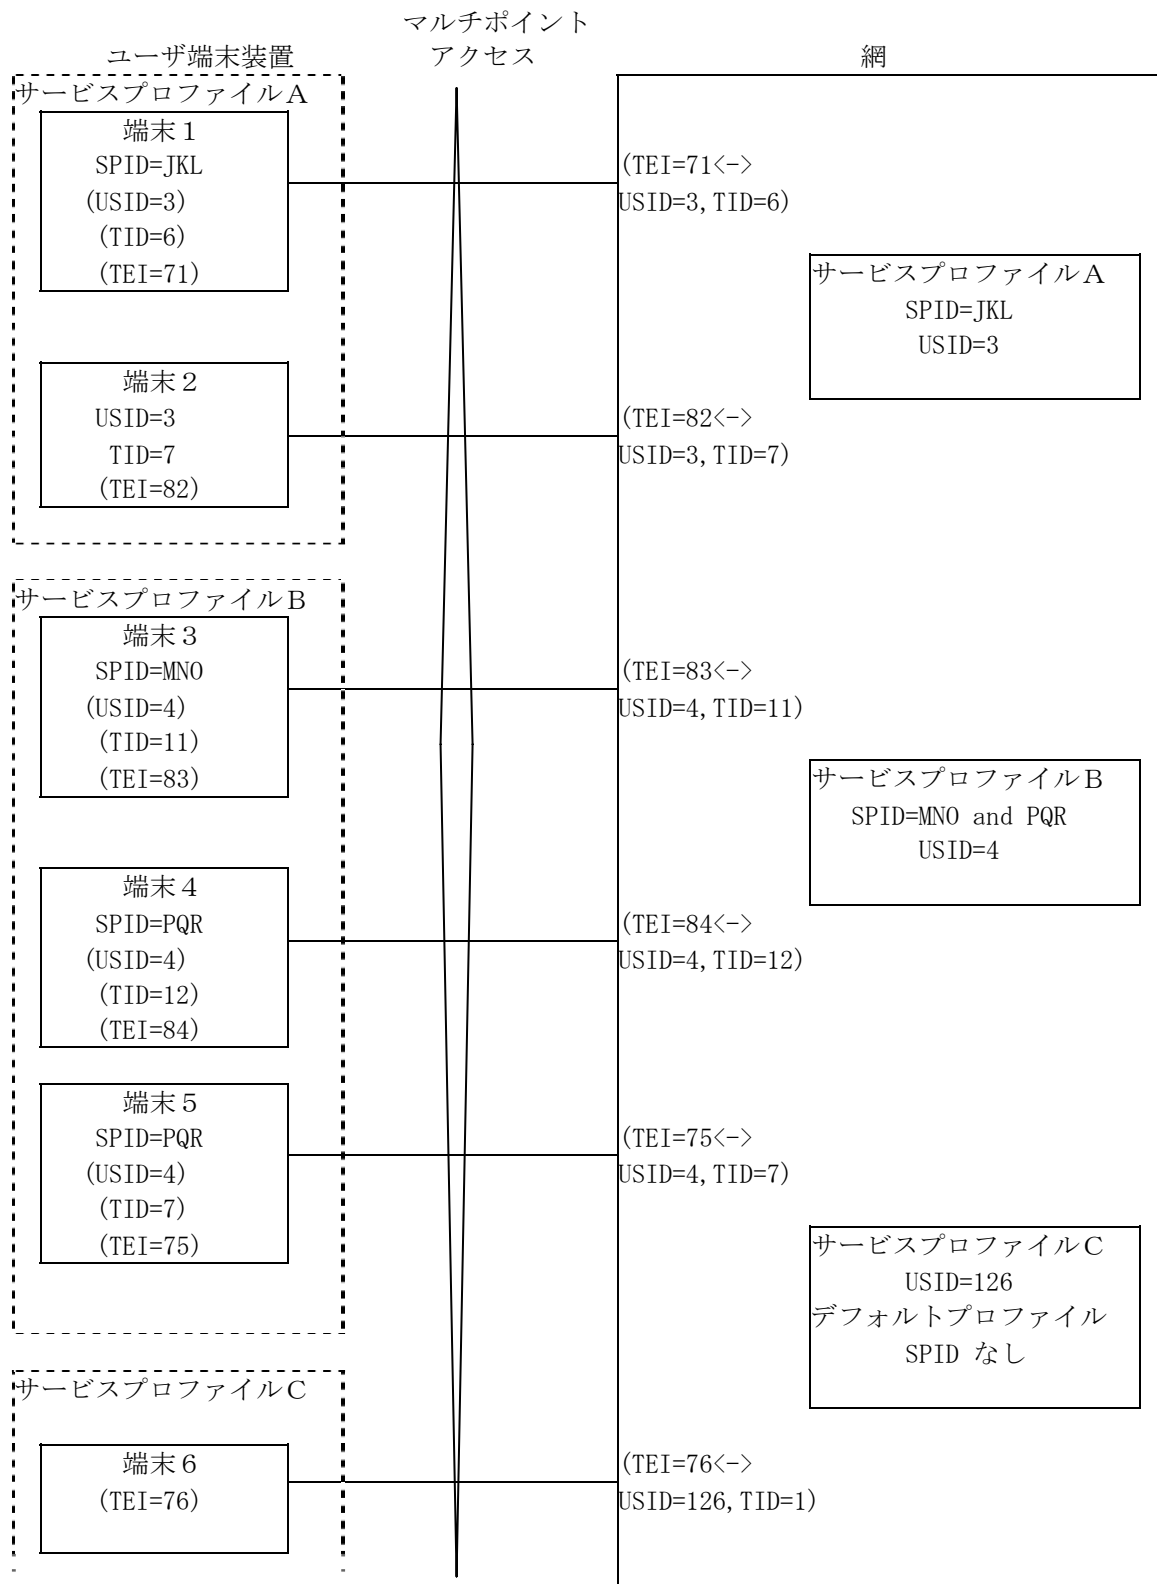 マルチポイント
アクセス
ユーザ端末装置
網
サービスプロファイルA
端末1
SPID=JKL
(USID=3)
(TID=6)
(TEI=71)
(TEI=71<->
USID=3,TID=6)
サービスプロファイルA
SPID=JKL
USID=3
端末2
USID=3
TID=7
(TEI=82)
(TEI=82<->
USID=3,TID=7)
サービスプロファイルB
端末3
SPID=MNO
(USID=4)
(TID=11)
(TEI=83)
(TEI=83<->
USID=4,TID=11)
サービスプロファイルB
SPID=MNO and PQR
USID=4
端末4
SPID=PQR
(USID=4)
(TID=12)
(TEI=84)
(TEI=84<->
USID=4,TID=12)
端末5
SPID=PQR
(USID=4)
(TID=7)
(TEI=75)
(TEI=75<->
USID=4,TID=7)
サービスプロファイルC
USID=126
デフォルトプロファイル
SPID なし
サービスプロファイルC
端末6
(TEI=76)
(TEI=76<->
USID=126,TID=1)